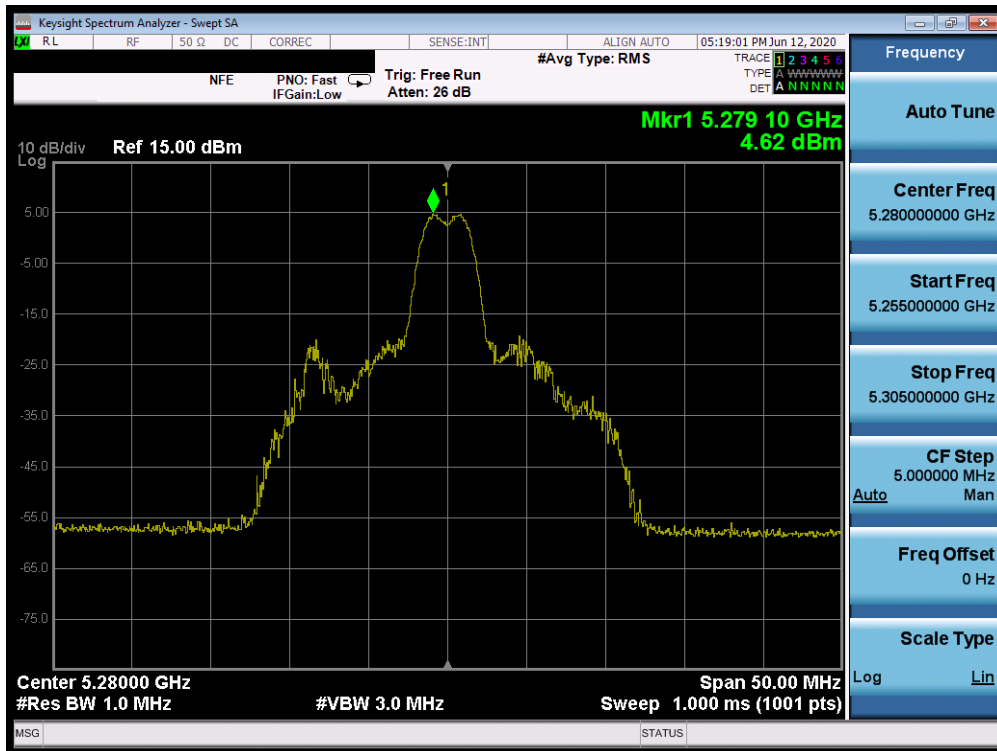 Keysight Spectrum Analyzer - Swept SA
LXI RL RF 50 Ω DC CORREC SENSE:INT ALIGN AUTO 05:19:01 PM Jun 12, 2020
NFE PNO: Fast Trig: Free Run #Avg Type: RMS TRACE 1 2 3 4 5 6
IFGain:Low Atten: 26 dB TYPE A WWWWW
DET A N N N N N
Mkr1 5.279 10 GHz
4.62 dBm
10 dB/div Ref 15.00 dBm
Log
1
5.00
-5.00
-15.0
-25.0
-35.0
-45.0
-55.0
-65.0
-75.0
Center 5.28000 GHz Span 50.00 MHz
#Res BW 1.0 MHz #VBW 3.0 MHz Sweep 1.000 ms (1001 pts)
MSG STATUS
Frequency
Auto Tune
Center Freq
5.280000000 GHz
Start Freq
5.255000000 GHz
Stop Freq
5.305000000 GHz
CF Step
5.000000 MHz
Auto Man
Freq Offset
0 Hz
Scale Type
Log Lin